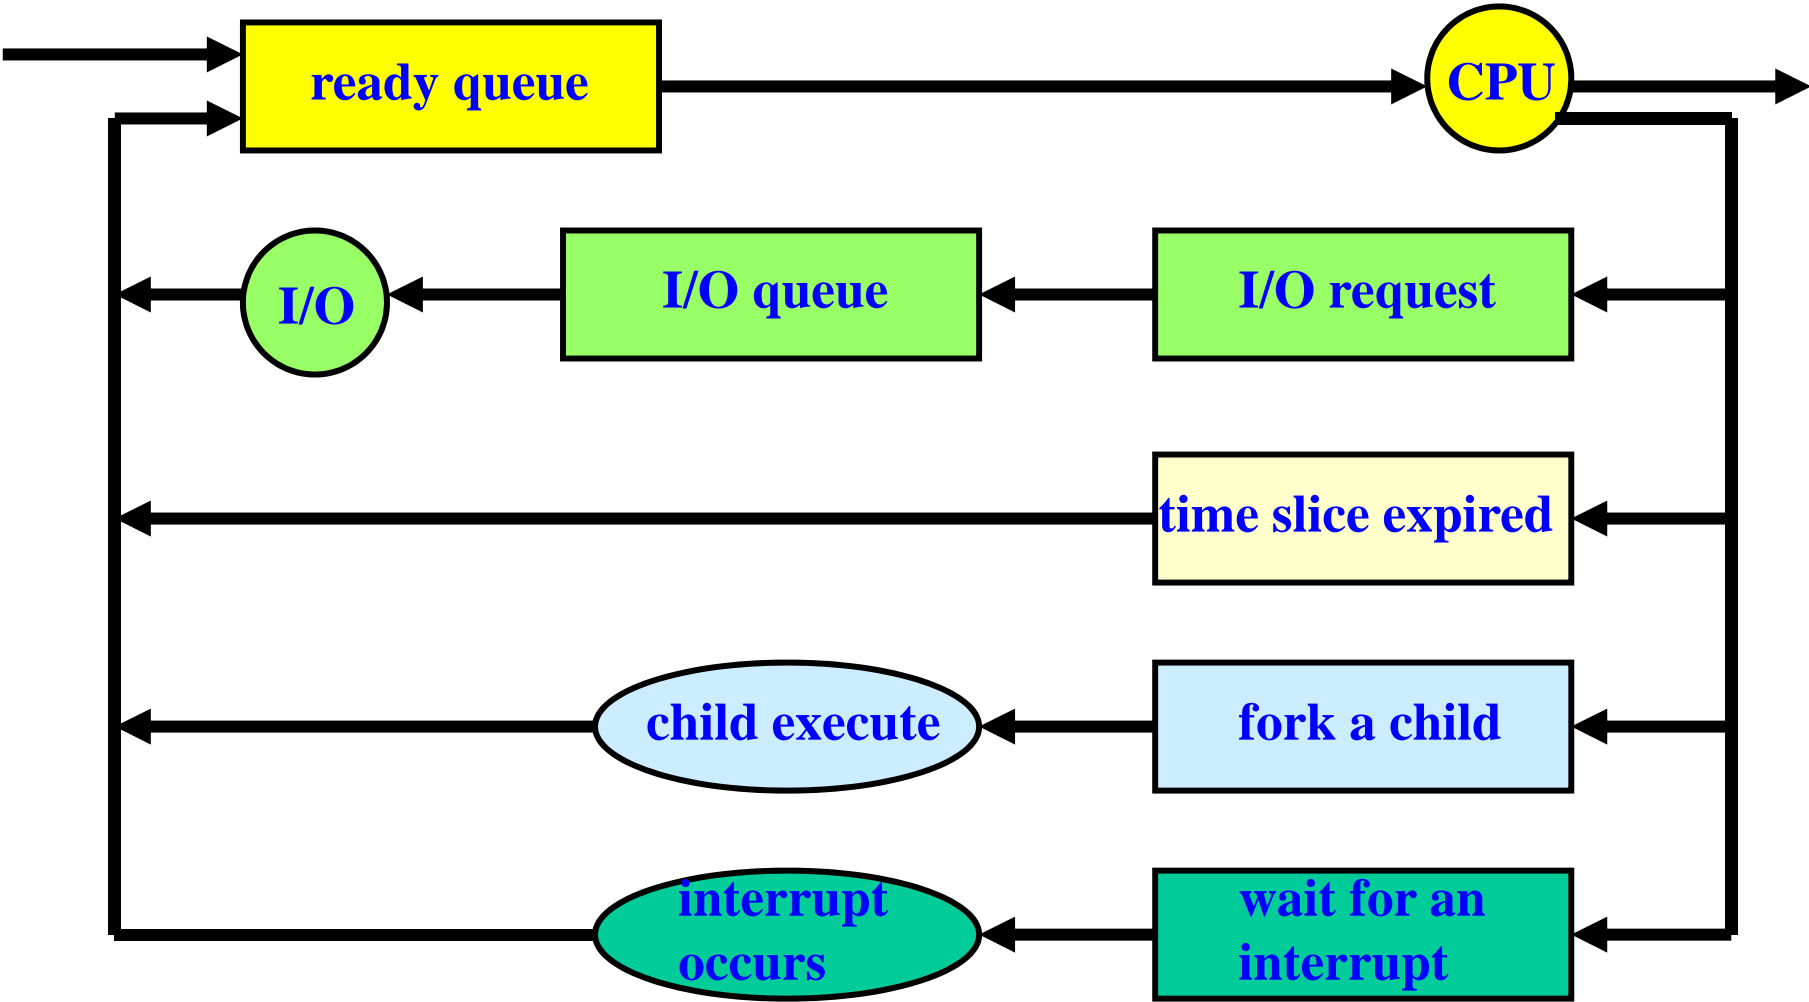 ready queue
CPU
I/O
I/O queue
I/O request
time slice expired
child execute
fork a child
interrupt
occurs
wait for an
interrupt